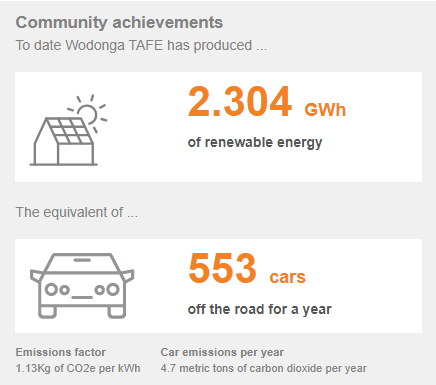 Community achievements
To date Wodonga TAFE has produced ...
2.304 GWh
of renewable energy
The equivalent of ...
553 cars
off the road for a year
Emissions factor
1.13Kg of CO2e per kWh
Car emissions per year
4.7 metric tons of carbon dioxide per year